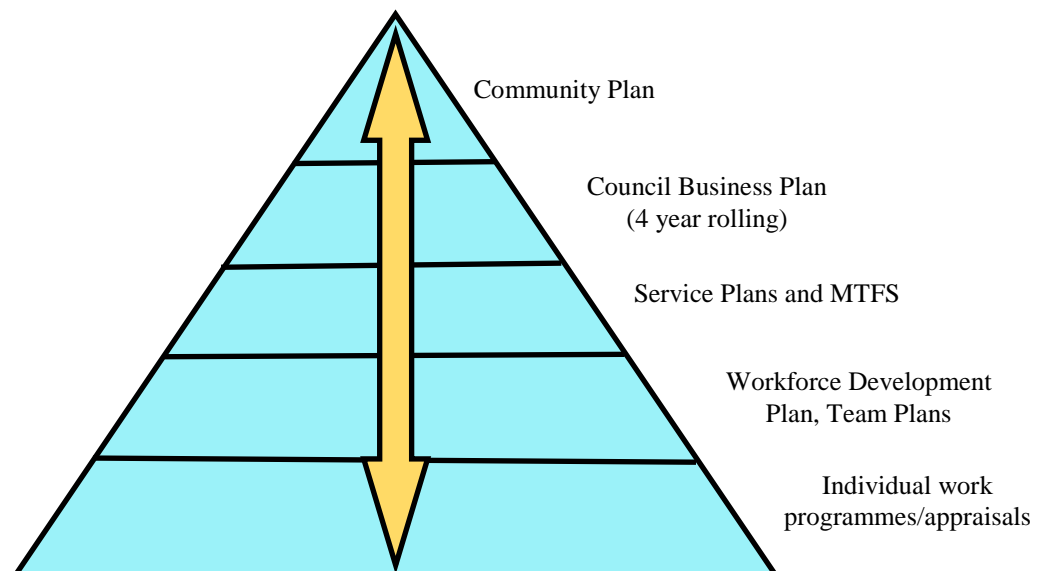 Community Plan
Council Business Plan
(4 year rolling)
Service Plans and MTFS
Workforce Development
Plan, Team Plans
Individual work
programmes/appraisals